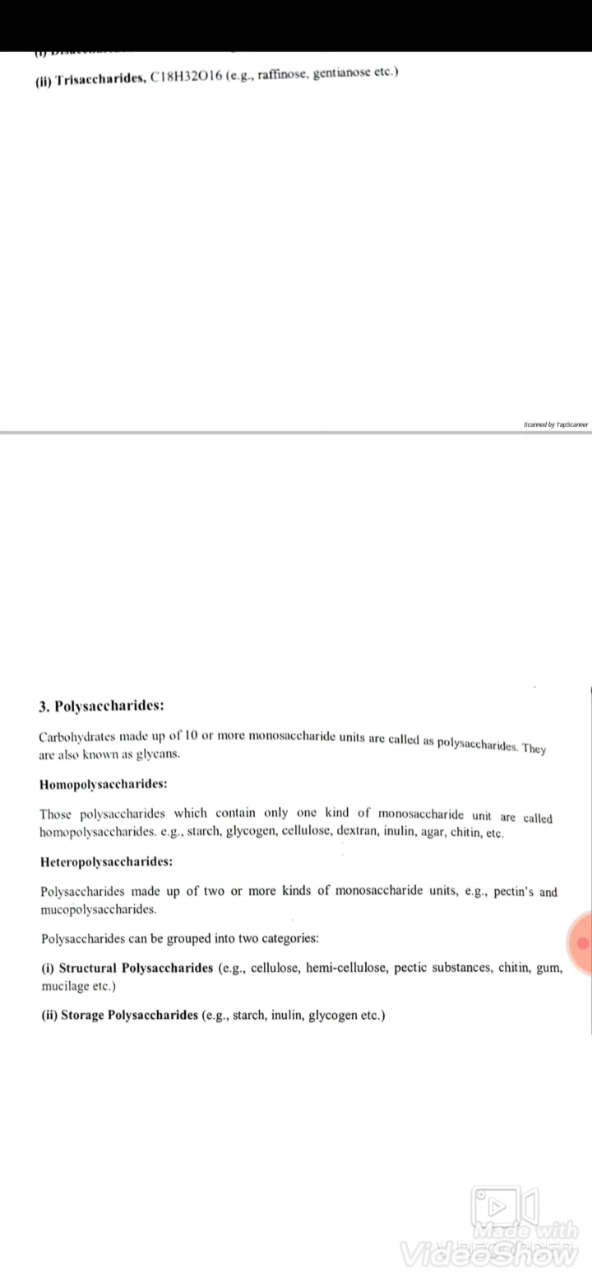 (ii) Trisaccharides, C18H32O16 (e.g., raffinose, gentianose etc.)
Scanned by TapScanner
3. Polysaccharides:
Carbohydrates made up of 10 or more monosaccharide units are called as polysaccharides. They
are also known as glycans.
Homopolysaccharides:
Those polysaccharides which contain only one kind of monosaccharide unit are called
homopolysaccharides. e.g., starch, glycogen, cellulose, dextran, inulin, agar, chitin, etc.
Heteropolysaccharides:
Polysaccharides made up of two or more kinds of monosaccharide units, e.g., pectin's and
mucopolysaccharides.
Polysaccharides can be grouped into two categories:
(i) Structural Polysaccharides (e.g., cellulose, hemi-cellulose, pectic substances, chitin, gum,
mucilage etc.)
(ii) Storage Polysaccharides (e.g., starch, inulin, glycogen etc.)
Made with
VideoShow